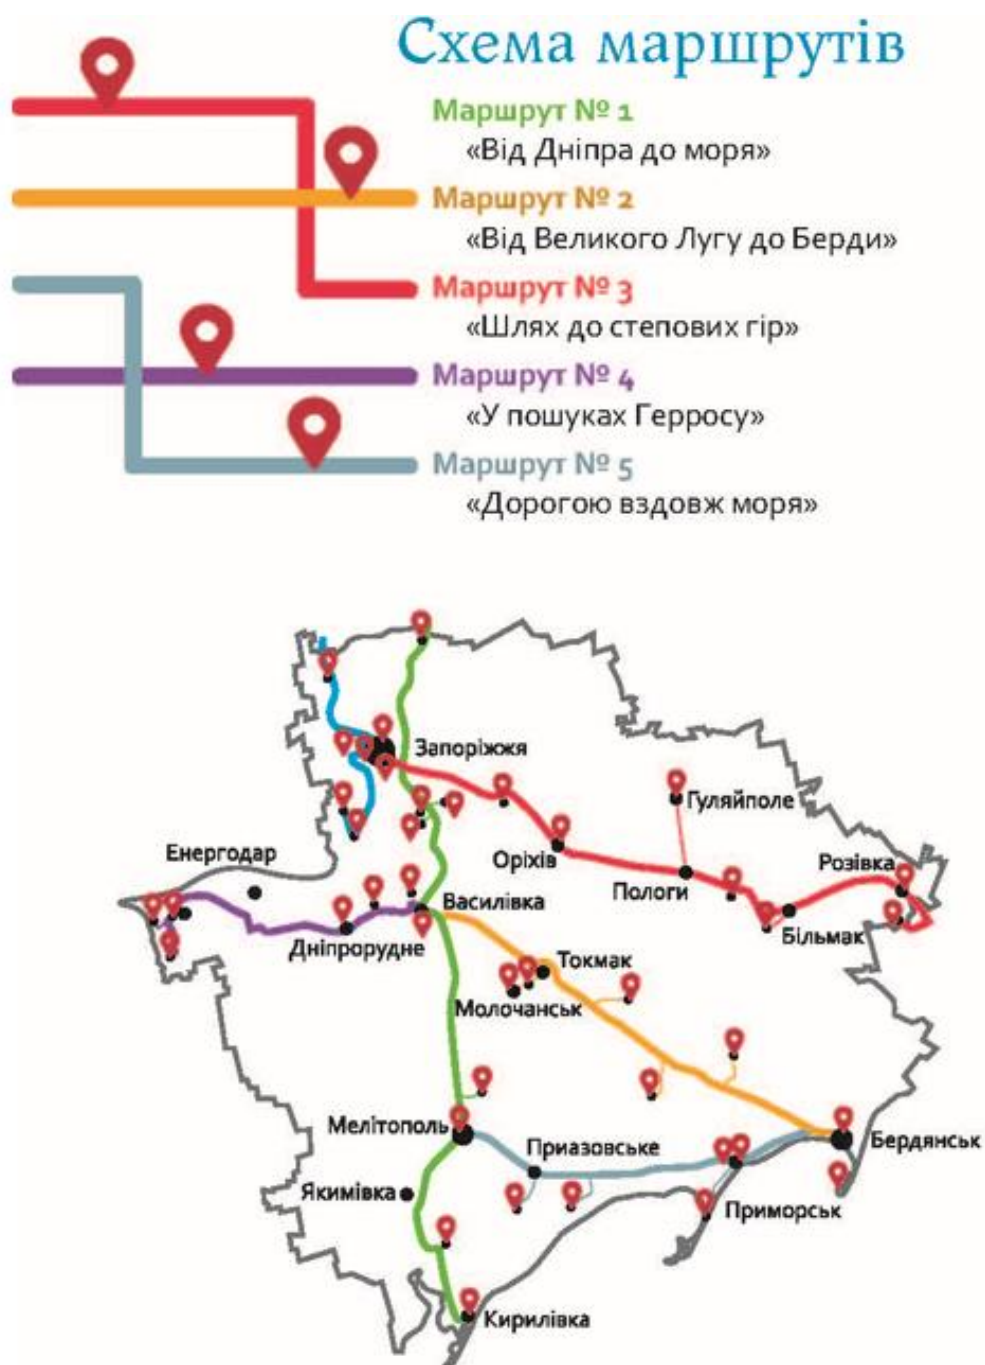 Схема маршрутів
Маршрут № 1
«Від Дніпра до моря»
Маршрут № 2
«Від Великого Лугу до Берди»
Маршрут № 3
«Шлях до степових гір»
Маршрут № 4
«У пошуках Герросу»
Маршрут № 5
«Дорогою вздовж моря»
Запоріжжя
Гуляйполе
Енергодар
Оріхів
Розівка
Пологи
Василівка
Більмак
Дніпрорудне
Токмак
Молочанськ
Мелітополь
Приазовське
Бердянськ
Якимівка
Приморськ
Кирилівка